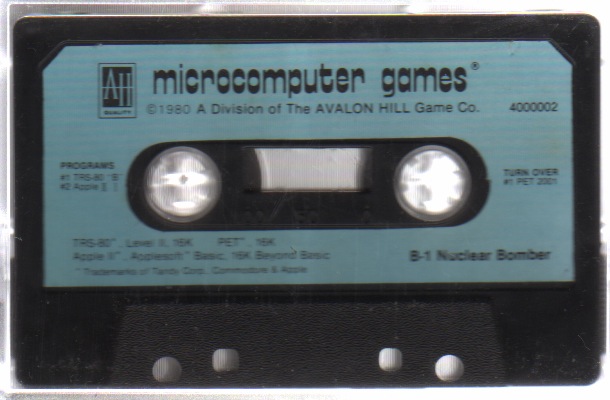 AH
QUALITY
microcomputer games®
©1980 A Division of The AVALON HILL Game Co. 4000002
PROGRAMS
#1 TRS-80 "B"
#2 Apple ][
TURN OVER
#1 PET 2001
TRS-80™, Level II, 16K PET™, 16K
Apple II™, Applesoft™ Basic, 16K Beyond Basic
B-1 Nuclear Bomber
™ Trademarks of Tandy Corp. Commodore & Apple